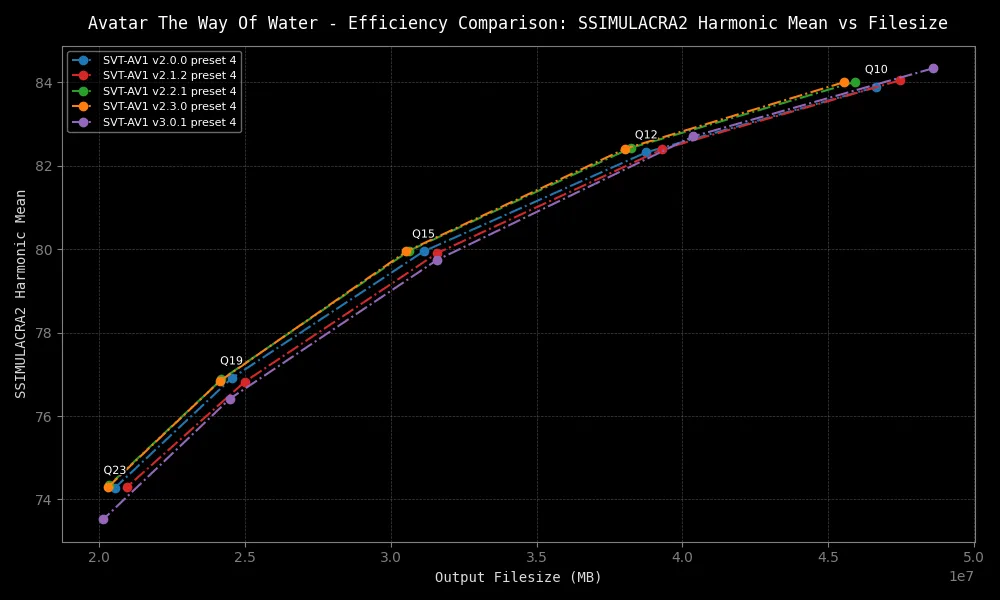 Avatar The Way Of Water - Efficiency Comparison: SSIMULACRA2 Harmonic Mean vs Filesize
SVT-AV1 v2.0.0 preset 4
SVT-AV1 v2.1.2 preset 4
SVT-AV1 v2.2.1 preset 4
SVT-AV1 v2.3.0 preset 4
SVT-AV1 v3.0.1 preset 4
Q10
Q12
Q15
Q19
Q23
84
82
80
78
76
74
SSIMULACRA2 Harmonic Mean
2.0 2.5 3.0 3.5 4.0 4.5 5.0
1e7
Output Filesize (MB)